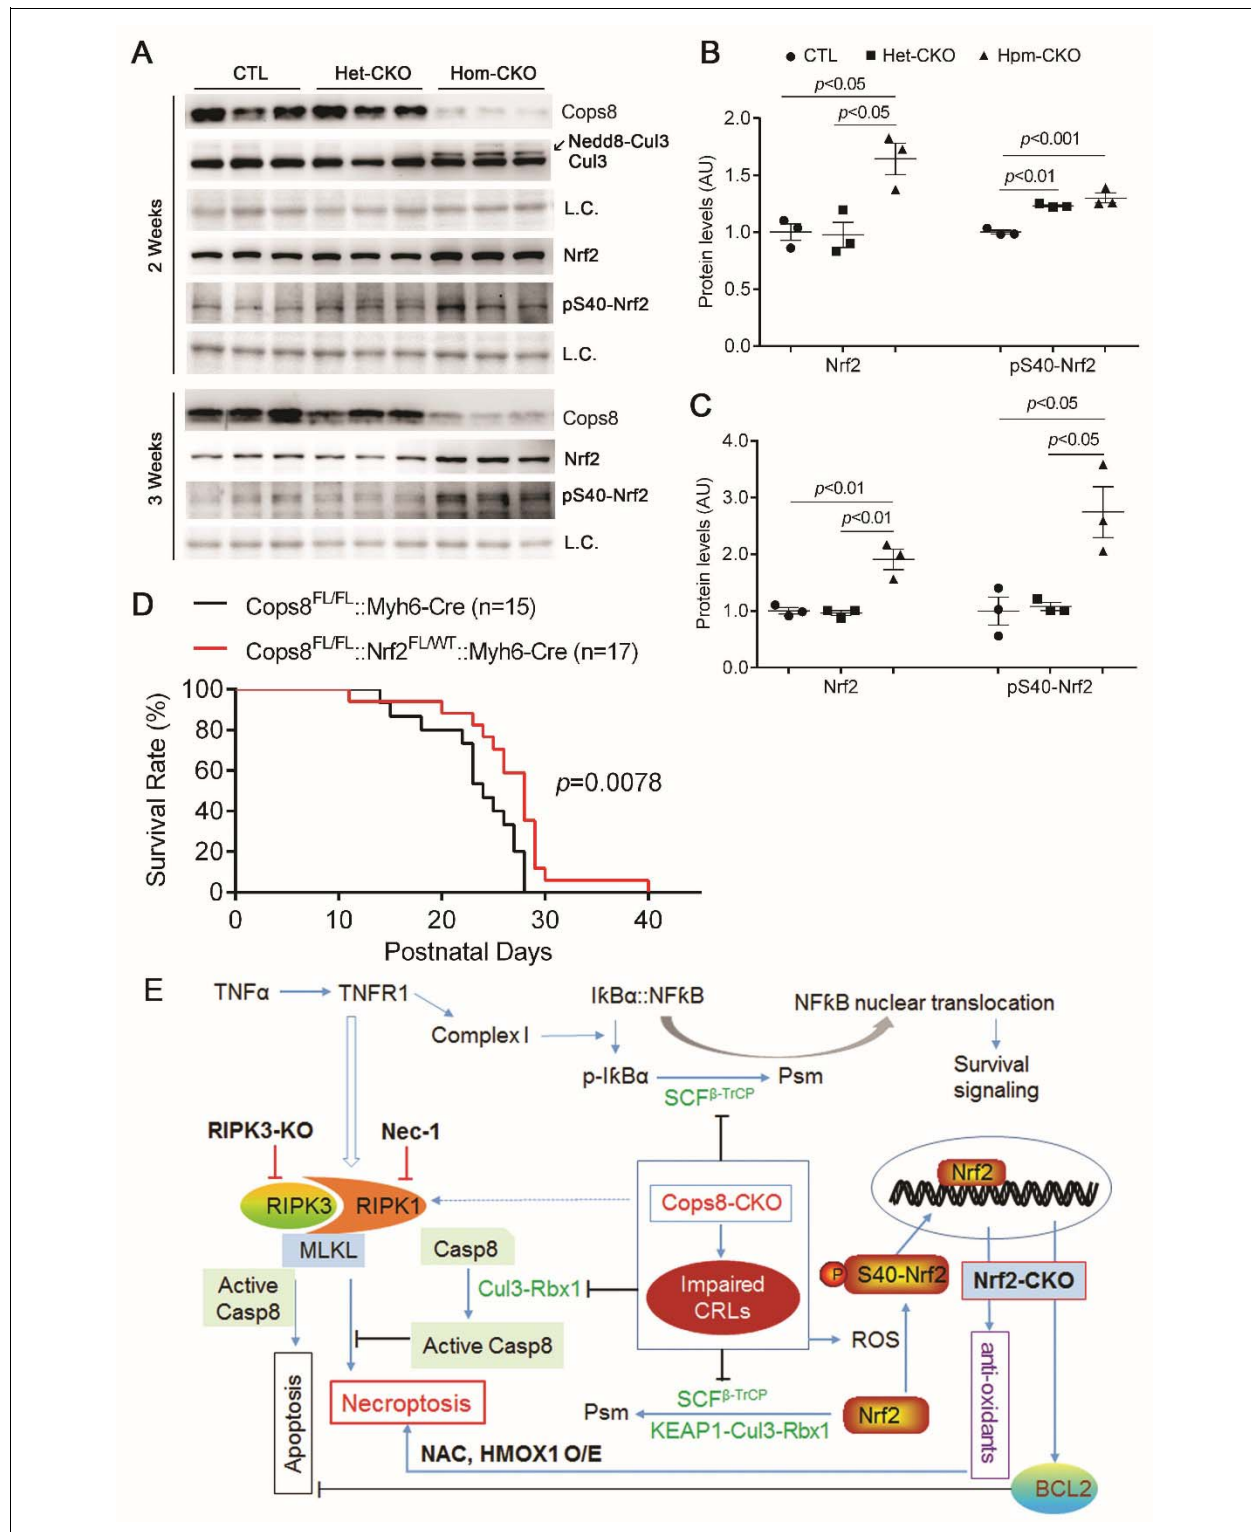 A
CTL Het-CKO Hom-CKO
2 Weeks
Cops8
Nedd8-Cul3
Cul3
L.C.
Nrf2
pS40-Nrf2
L.C.
3 Weeks
Cops8
Nrf2
pS40-Nrf2
L.C.
B
CTL Het-CKO Hpm-CKO
p<0.05
p<0.05
p<0.001
p<0.01
Protein levels (AU)
2.0
1.5
1.0
0.5
0.0
Nrf2 pS40-Nrf2
C
p<0.05
p<0.05
p<0.01
p<0.01
Protein levels (AU)
4.0
3.0
2.0
1.0
0.0
Nrf2 pS40-Nrf2
D
Cops8FL/FL::Myh6-Cre (n=15)
Cops8FL/FL::Nrf2FL/WT::Myh6-Cre (n=17)
Survival Rate (%)
100
80
60
40
20
0
p=0.0078
0 10 20 30 40
Postnatal Days
E
TNFα TNFR1 IƙBα::NFƙB NFƙB nuclear translocation
Complex I
p-IƙBα Psm
SCFβ-TrCP
Survival
signaling
RIPK3-KO Nec-1
RIPK3 RIPK1
MLKL
Cops8-CKO
Impaired
CRLs
Casp8
Cul3-Rbx1
Active
Casp8
Active Casp8
Apoptosis
Necroptosis
Nrf2
P S40-Nrf2
Nrf2-CKO
ROS
anti-oxidants
SCFβ-TrCP
Psm
KEAP1-Cul3-Rbx1
Nrf2
NAC, HMOX1 O/E
BCL2